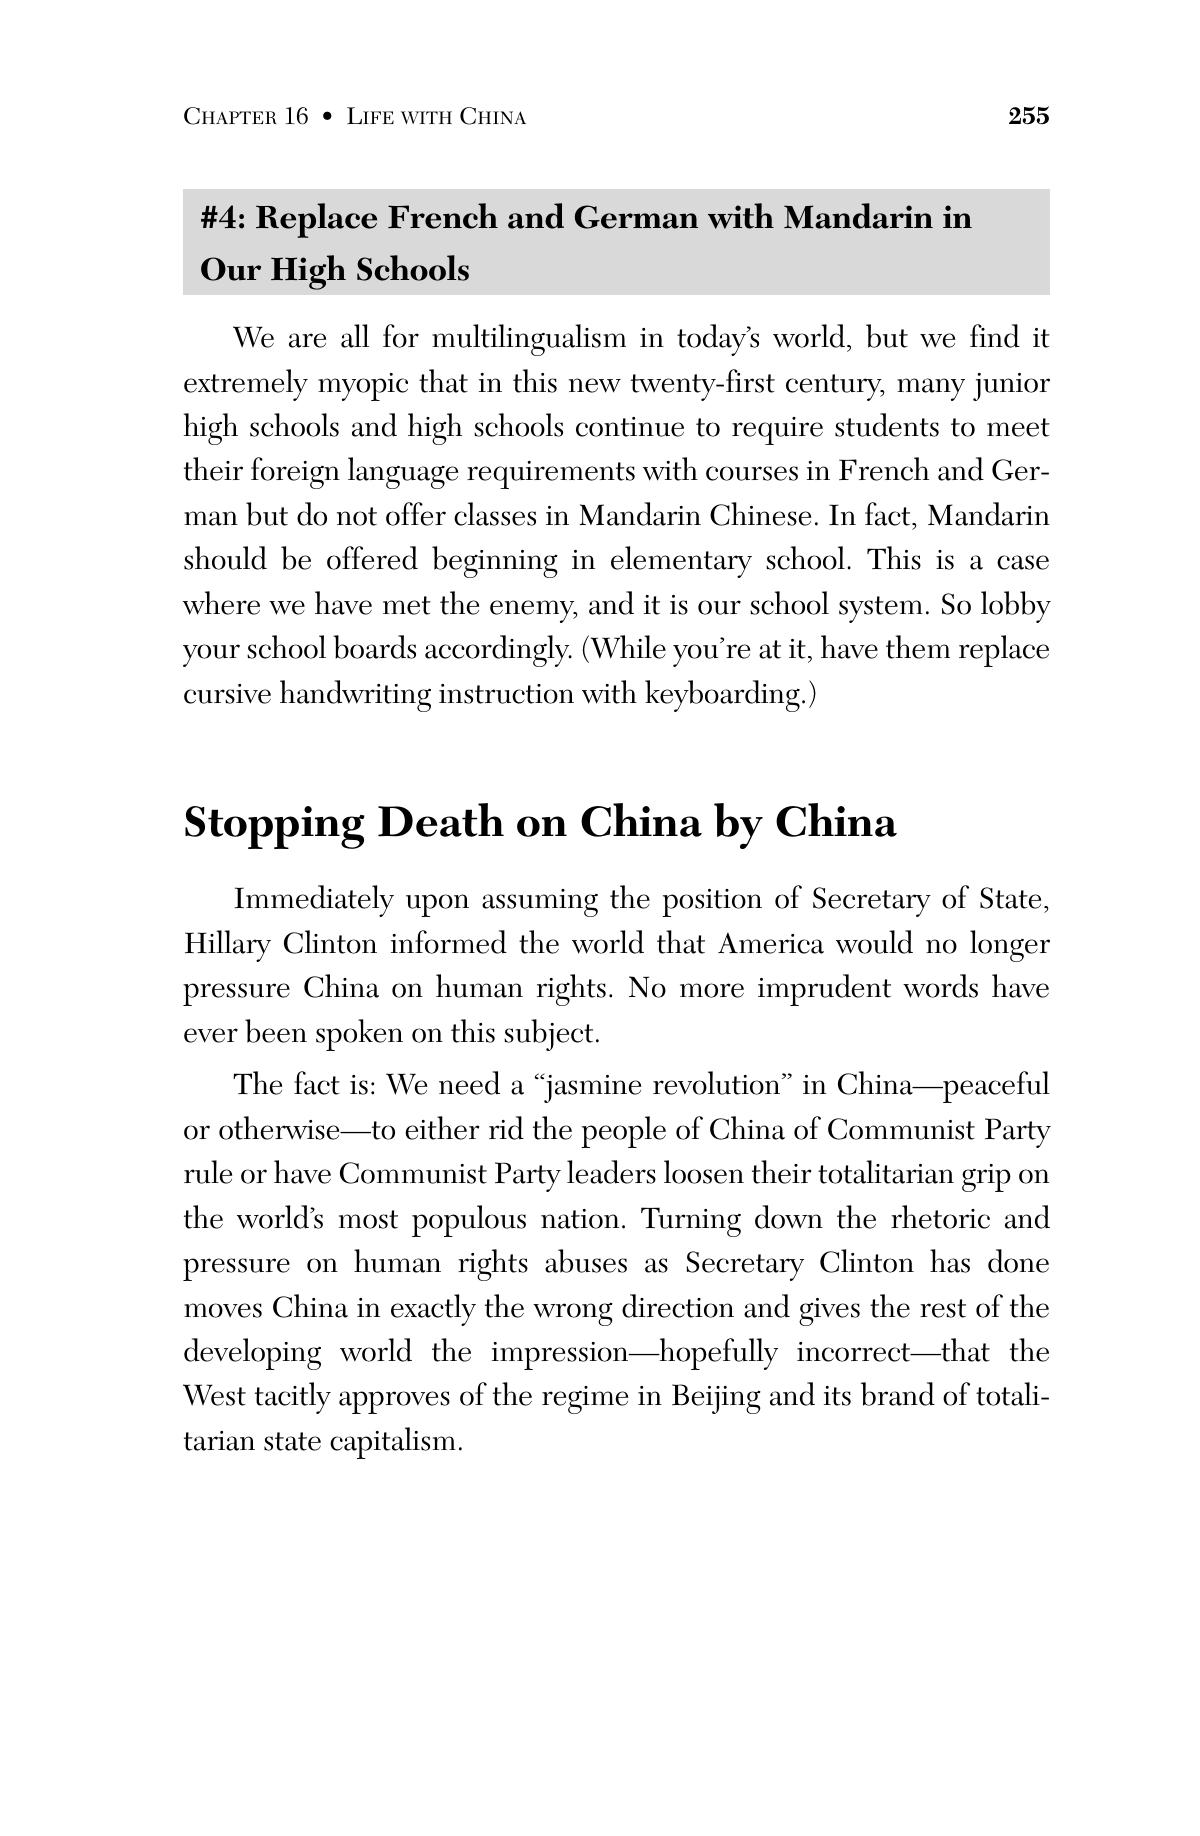 CHAPTER 16 • LIFE WITH CHINA 255
#4: Replace French and German with Mandarin in
Our High Schools
We are all for multilingualism in today’s world, but we find it
extremely myopic that in this new twenty-first century, many junior
high schools and high schools continue to require students to meet
their foreign language requirements with courses in French and Ger-
man but do not offer classes in Mandarin Chinese. In fact, Mandarin
should be offered beginning in elementary school. This is a case
where we have met the enemy, and it is our school system. So lobby
your school boards accordingly. (While you’re at it, have them replace
cursive handwriting instruction with keyboarding.)
Stopping Death on China by China
Immediately upon assuming the position of Secretary of State,
Hillary Clinton informed the world that America would no longer
pressure China on human rights. No more imprudent words have
ever been spoken on this subject.
The fact is: We need a “jasmine revolution” in China—peaceful
or otherwise—to either rid the people of China of Communist Party
rule or have Communist Party leaders loosen their totalitarian grip on
the world’s most populous nation. Turning down the rhetoric and
pressure on human rights abuses as Secretary Clinton has done
moves China in exactly the wrong direction and gives the rest of the
developing world the impression—hopefully incorrect—that the
West tacitly approves of the regime in Beijing and its brand of totali-
tarian state capitalism.